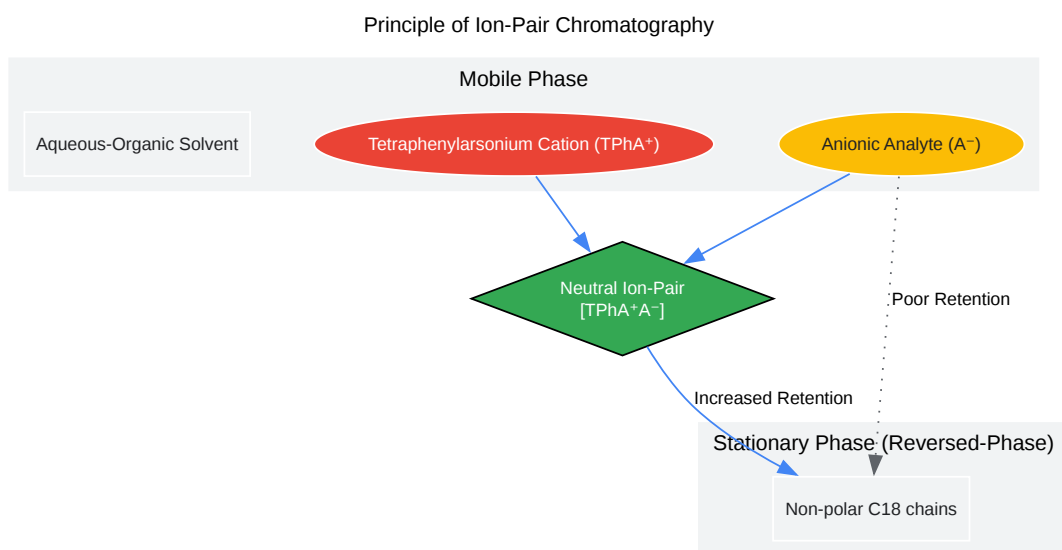 Principle of Ion-Pair Chromatography
Mobile Phase
Aqueous-Organic Solvent
Tetraphenylarsonium Cation (TPhA⁺)
Anionic Analyte (A⁻)
Neutral Ion-Pair
[TPhA⁺A⁻]
Poor Retention
Increased Retention
Stationary Phase (Reversed-Phase)
Non-polar C18 chains